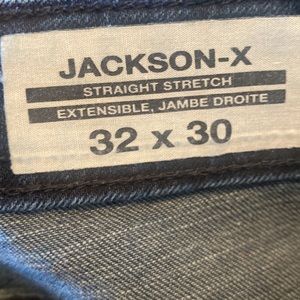 JACKSON-X
STRAIGHT STRETCH
EXTENSIBLE, JAMBE DROITE
32 x 30